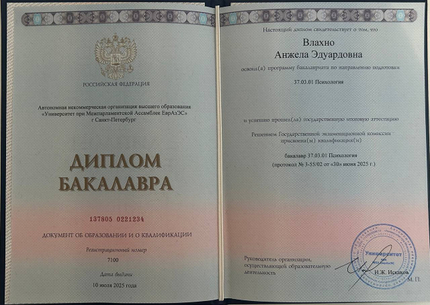 РОССИЙСКАЯ ФЕДЕРАЦИЯ
Автономная некоммерческая организация высшего образования
«Университет при Межпарламентской Ассамблее ЕврАзЭС»
г Санкт-Петербург
ДИПЛОМ
БАКАЛАВРА
137805 0221234
ДОКУМЕНТ ОБ ОБРАЗОВАНИИ И О КВАЛИФИКАЦИИ
Регистрационный номер
7100
Дата выдачи
10 июля 2025 года
Настоящий диплом свидетельствует о том, что
Влахно
Анжела Эдуардовна
освоил(а) программу бакалавриата по направлению подготовки
37.03.01 Психология
и успешно прошел(ла) государственную итоговую аттестацию
Решением Государственной экзаменационной комиссии
присвоена(ы) квалификация(и)
бакалавр 37.03.01 Психология
(протокол № 3-55/02 от «30» июня 2025 г.)
Руководитель организации,
осуществляющей образовательную
деятельность
Университет
М. П.